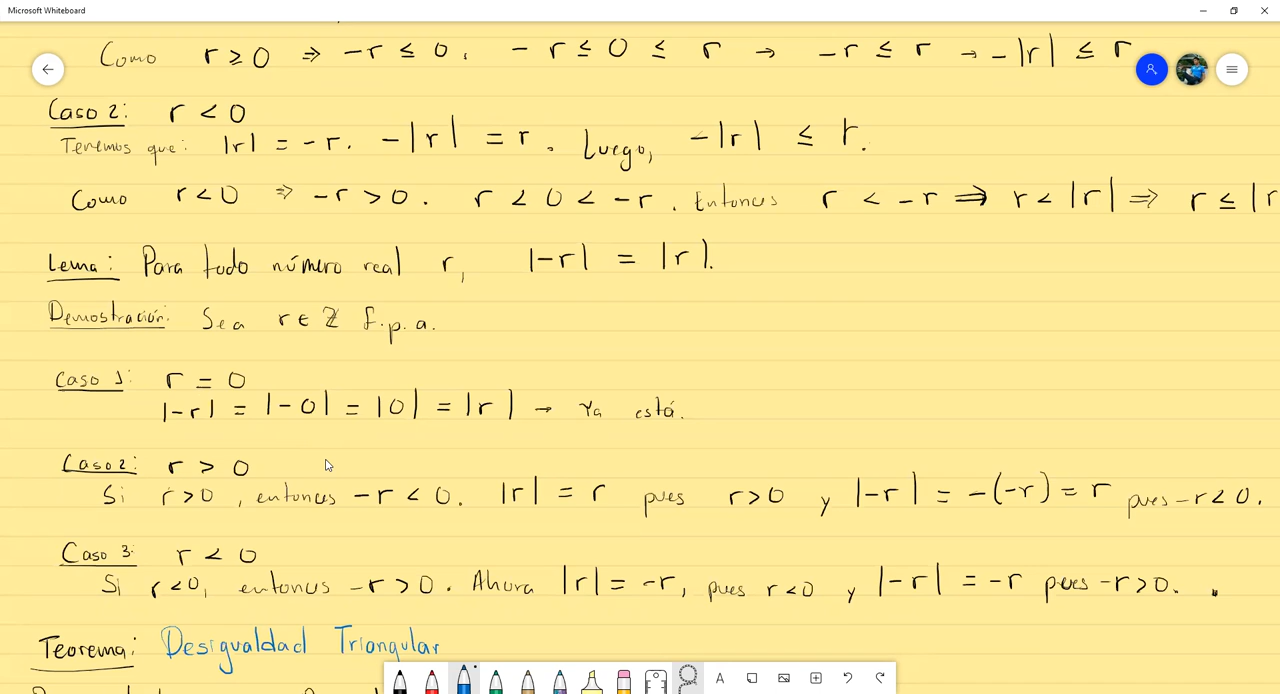 Microsoft Whiteboard
Como r ≥ 0 ⇒ -r ≤ 0. -r ≤ 0 ≤ r → -r ≤ r → -|r| ≤ r
Caso 2: r < 0
Tenemos que: |r| = -r. -|r| = r. Luego, -|r| ≤ r.
Como r < 0 ⇒ -r > 0. r < 0 < -r. Entonces r < -r ⇒ r < |r| ⇒ r ≤ |r
Lema: Para todo número real r, |-r| = |r|.
Demostración: Sea r ∈ ℤ f.p.a.
Caso 1: r = 0
|-r| = |-0| = |0| = |r| → Ya está.
Caso 2: r > 0
Si r > 0, entonces -r < 0. |r| = r pues r > 0 y |-r| = -(-r) = r pues -r < 0.
Caso 3: r < 0
Si r < 0, entonces -r > 0. Ahora |r| = -r, pues r < 0 y |-r| = -r pues -r > 0.
Teorema: Desigualdad Triangular